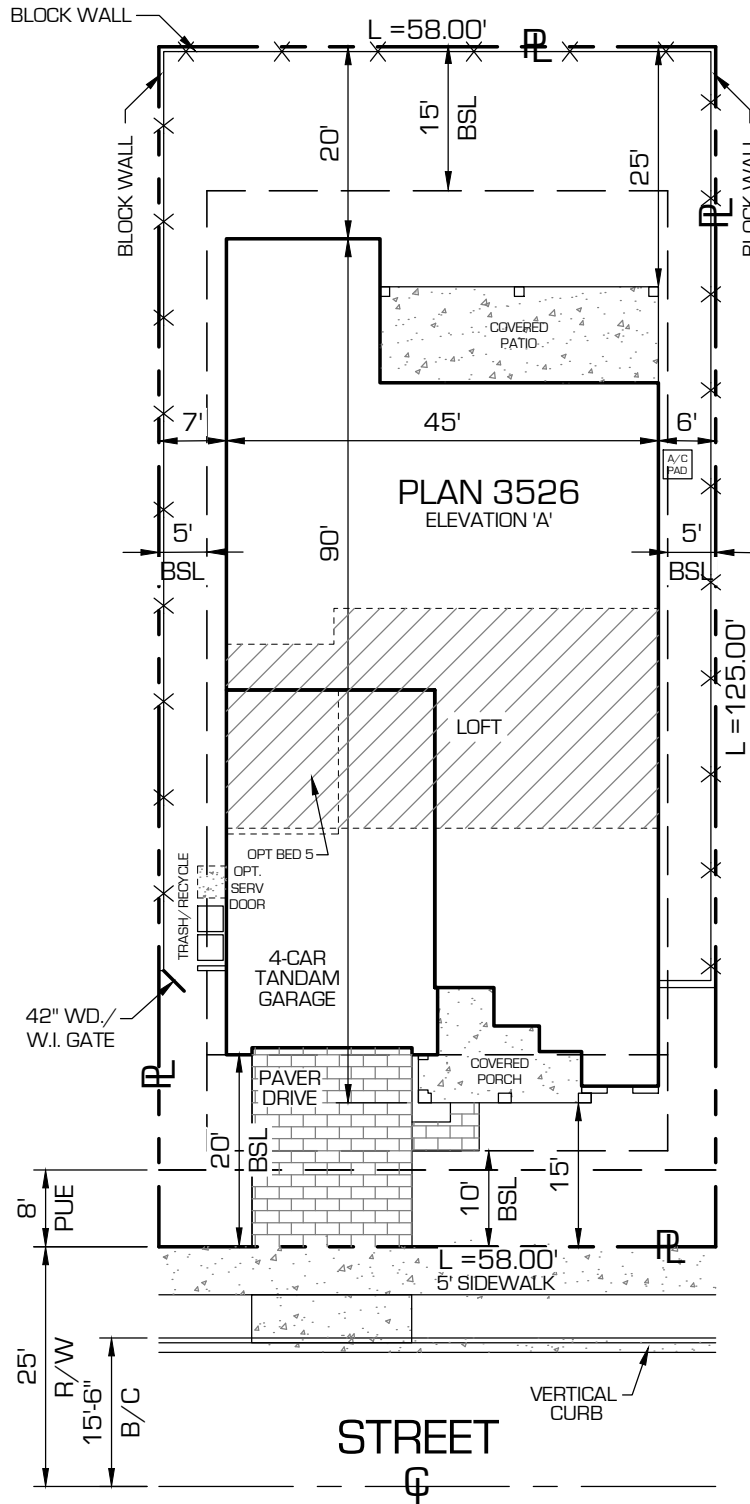 BLOCK WALL
L =58.00'
PL
BLOCK WALL
20'
15'
BSL
25'
BLOCK WALL
PL
COVERED
PATIO
7'
45'
6'
A/C
PAD
PLAN 3526
ELEVATION 'A'
5'
BSL
90'
5'
BSL
L =125.00'
LOFT
OPT BED 5
TRASH/RECYCLE
OPT.
SERV
DOOR
4-CAR
TANDAM
GARAGE
42" WD./
W.I. GATE
PL
PAVER
DRIVE
COVERED
PORCH
20'
BSL
10'
BSL
15'
8'
PUE
PL
L =58.00'
5' SIDEWALK
25'
R/W
15'-6"
B/C
VERTICAL
CURB
STREET
CL